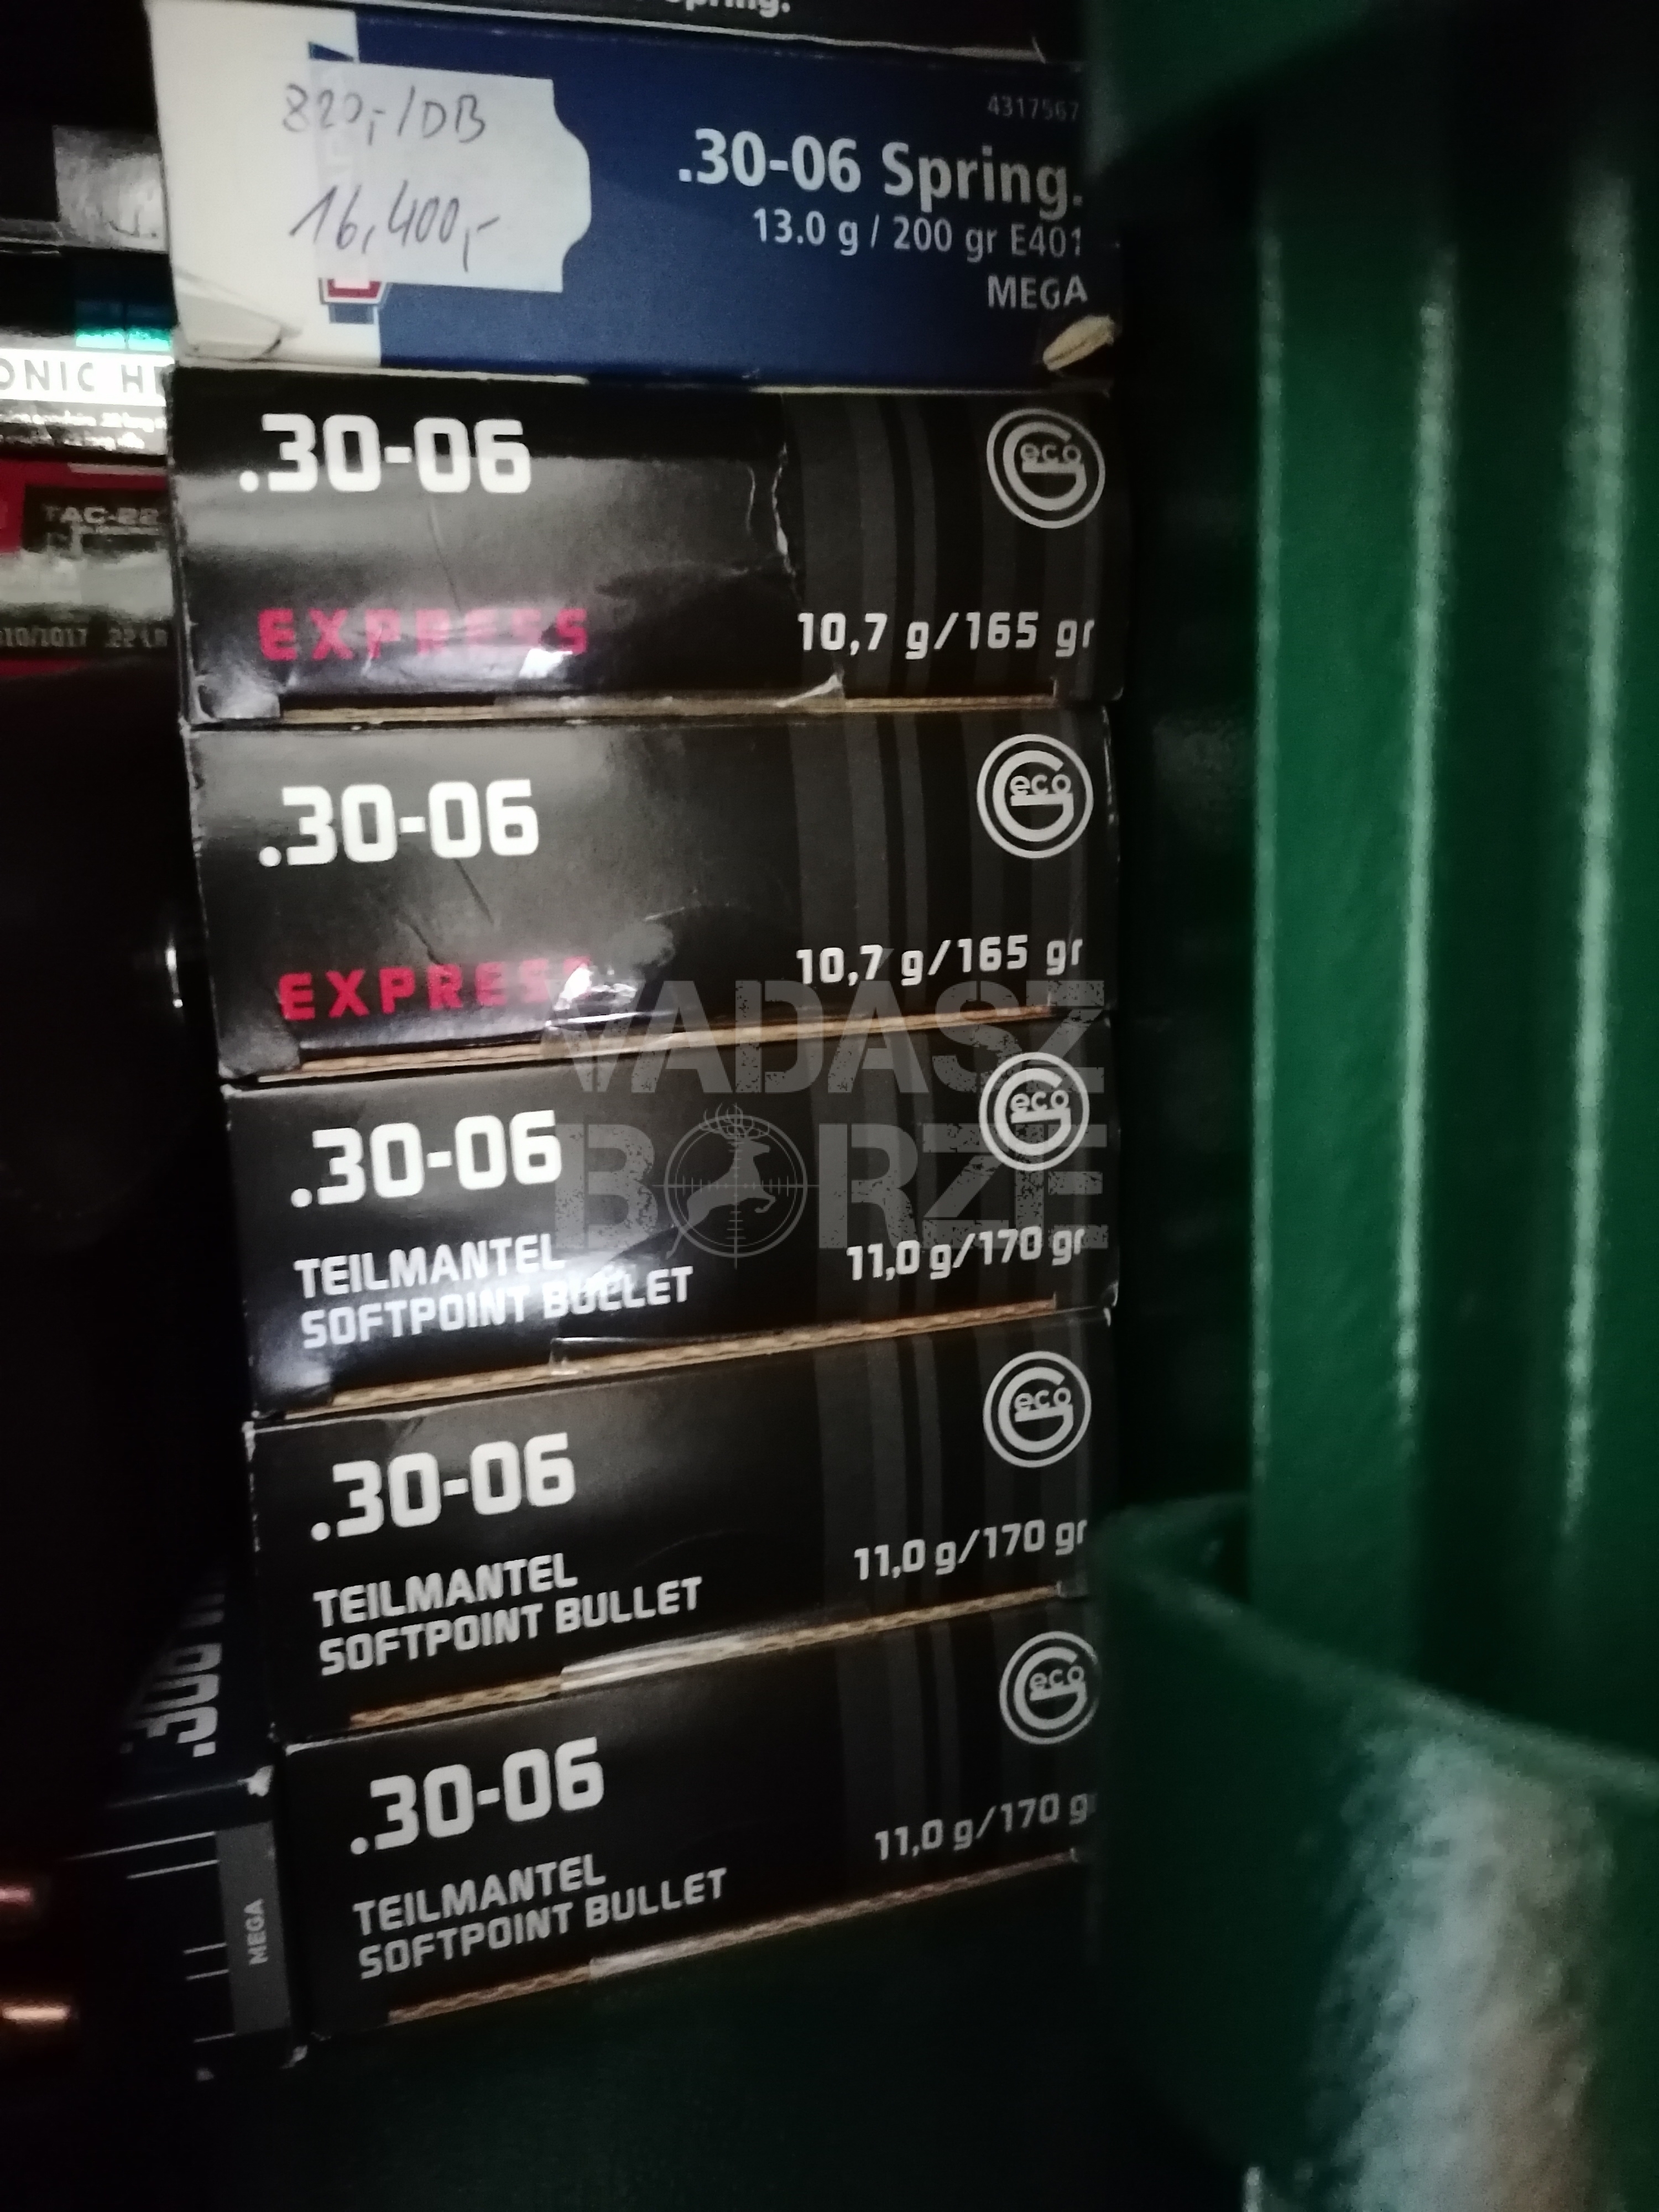 Spring.
820,-/DB
16,400,-
4317567
.30-06 Spring.
13.0 g / 200 gr E401
MEGA
ONIC H
TAC-22
22 LR
.30-06
eco
EXPRESS
10,7 g/165 gr
.30-06
eco
EXPRESS
10,7 g/165 gr
VADÁSZ
BÖRZE
.30-06
eco
TEILMANTEL
SOFTPOINT BULLET
11,0 g/170 gr
.30-06
eco
TEILMANTEL
SOFTPOINT BULLET
11,0 g/170 gr
.30-06
eco
TEILMANTEL
SOFTPOINT BULLET
11,0 g/170 g
MEGA